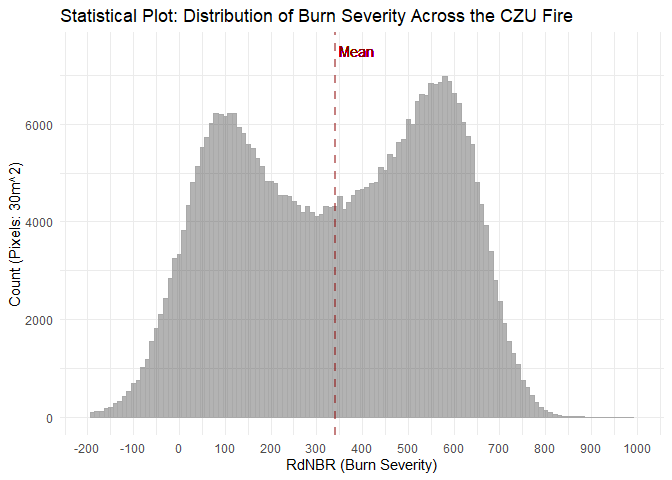 Statistical Plot: Distribution of Burn Severity Across the CZU Fire
Mean
Count (Pixels: 30m^2)
6000
4000
2000
0
-200 -100 0 100 200 300 400 500 600 700 800 900 1000
RdNBR (Burn Severity)